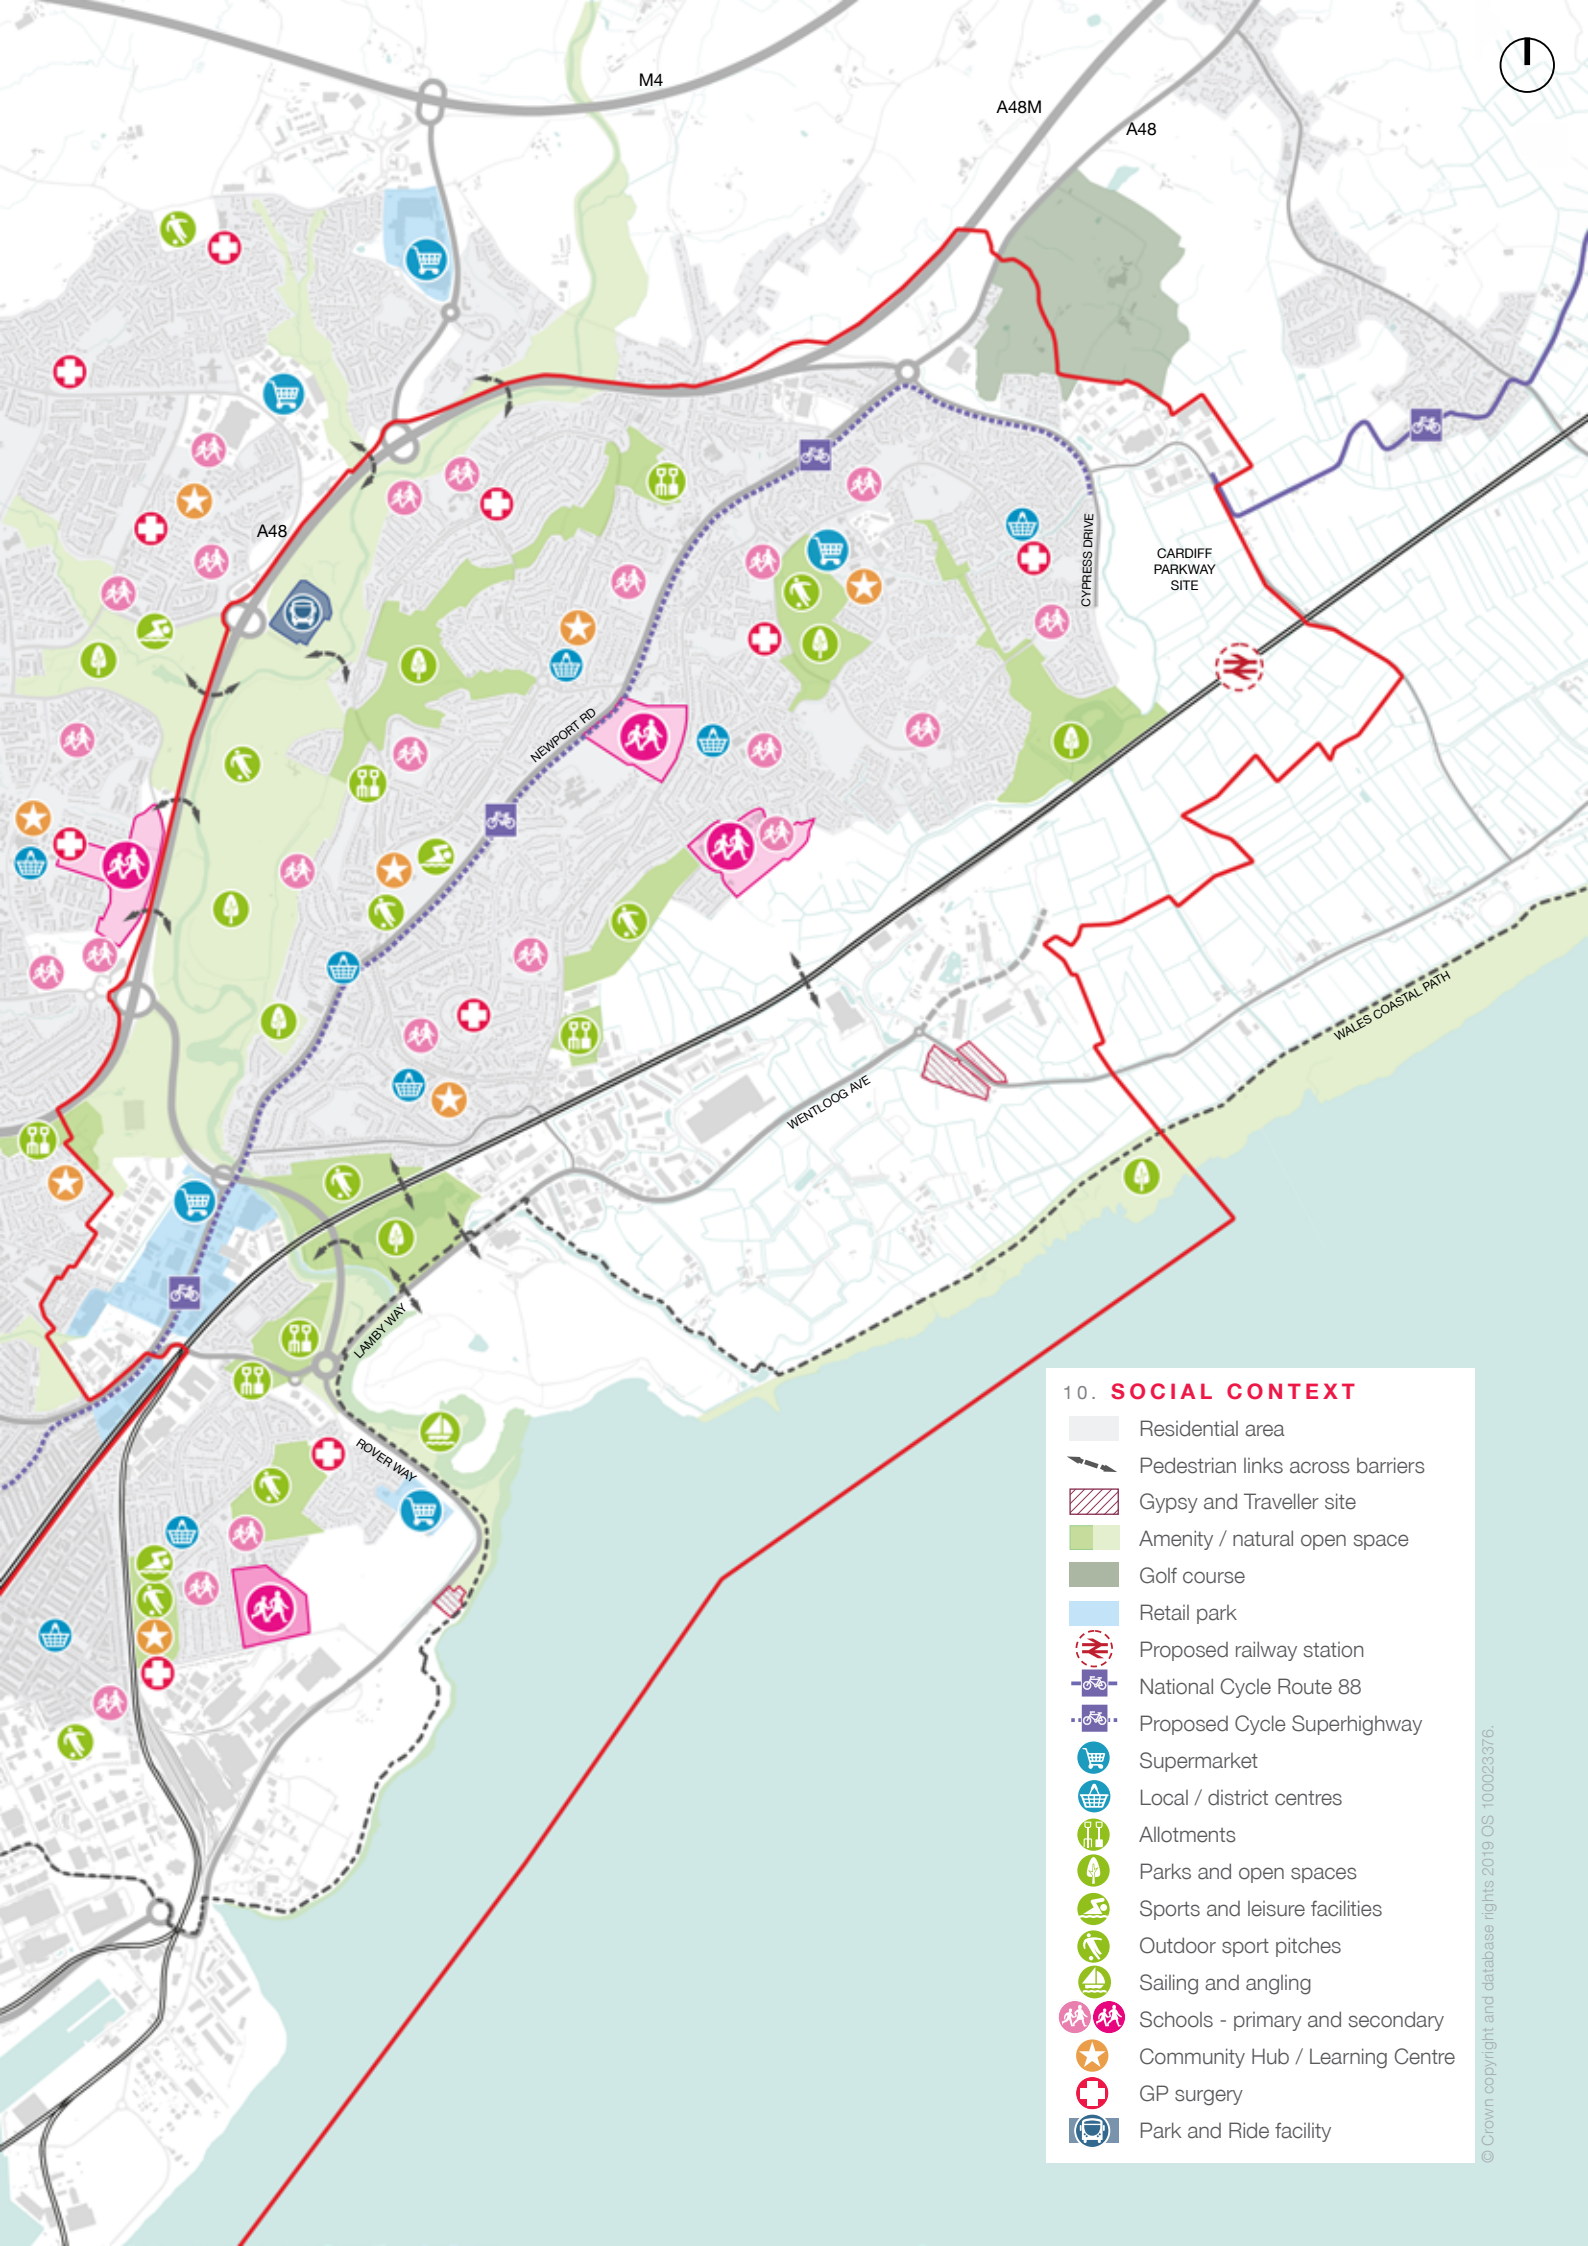 M4
A48M
A48
A48
CYPRESS DRIVE
CARDIFF
PARKWAY
SITE
NEWPORT RD
WALES COASTAL PATH
WENTLOOG AVE
LAMBY WAY
ROVER WAY
10. SOCIAL CONTEXT
Residential area
Pedestrian links across barriers
Gypsy and Traveller site
Amenity / natural open space
Golf course
Retail park
Proposed railway station
National Cycle Route 88
Proposed Cycle Superhighway
Supermarket
Local / district centres
Allotments
Parks and open spaces
Sports and leisure facilities
Outdoor sport pitches
Sailing and angling
Schools - primary and secondary
Community Hub / Learning Centre
GP surgery
Park and Ride facility
© Crown copyright and database rights 2019 OS 100023376.